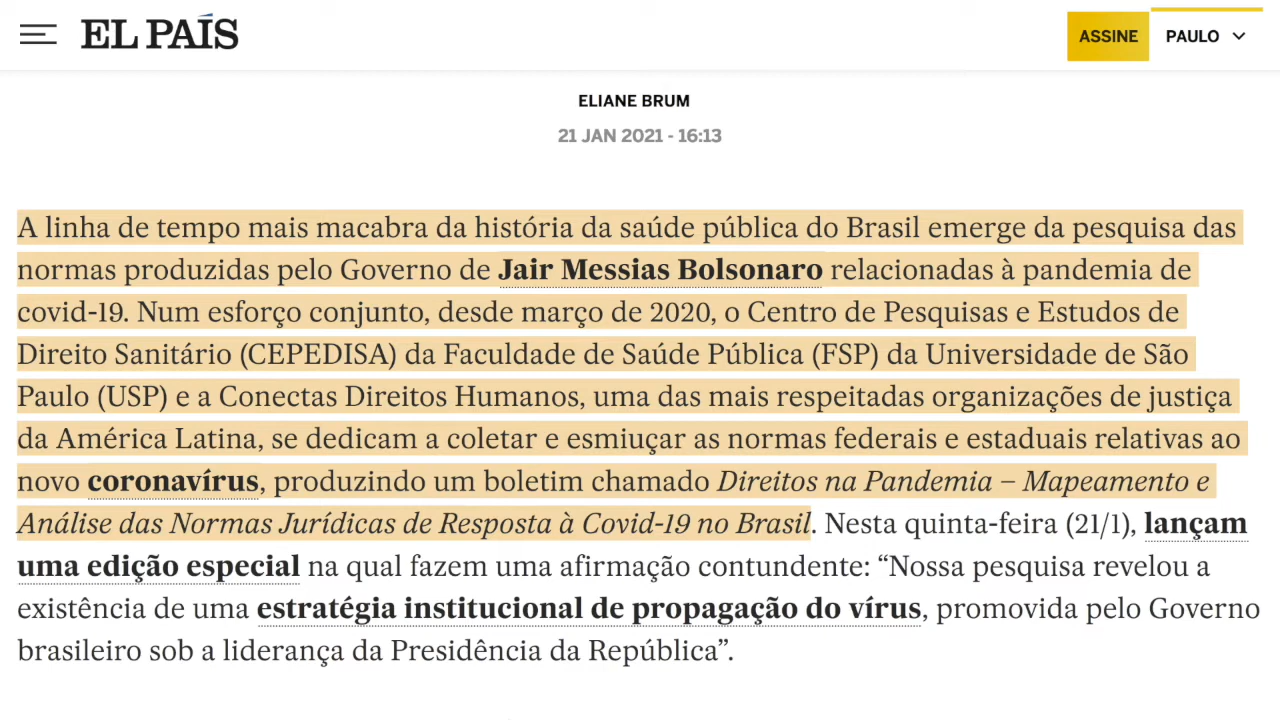 EL PAÍS
ASSINE
PAULO
ELIANE BRUM
21 JAN 2021 - 16:13
A linha de tempo mais macabra da história da saúde pública do Brasil emerge da pesquisa das
normas produzidas pelo Governo de Jair Messias Bolsonaro relacionadas à pandemia de
covid-19. Num esforço conjunto, desde março de 2020, o Centro de Pesquisas e Estudos de
Direito Sanitário (CEPEDISA) da Faculdade de Saúde Pública (FSP) da Universidade de São
Paulo (USP) e a Conectas Direitos Humanos, uma das mais respeitadas organizações de justiça
da América Latina, se dedicam a coletar e esmiuçar as normas federais e estaduais relativas ao
novo coronavírus, produzindo um boletim chamado Direitos na Pandemia – Mapeamento e
Análise das Normas Jurídicas de Resposta à Covid-19 no Brasil. Nesta quinta-feira (21/1), lançam
uma edição especial na qual fazem uma afirmação contundente: “Nossa pesquisa revelou a
existência de uma estratégia institucional de propagação do vírus, promovida pelo Governo
brasileiro sob a liderança da Presidência da República”.